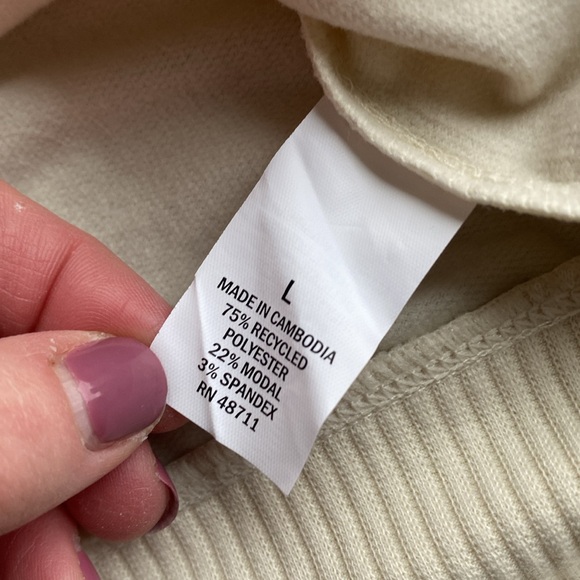 L
MADE IN CAMBODIA
75% RECYCLED
POLYESTER
22% MODAL
3% SPANDEX
RN 48711